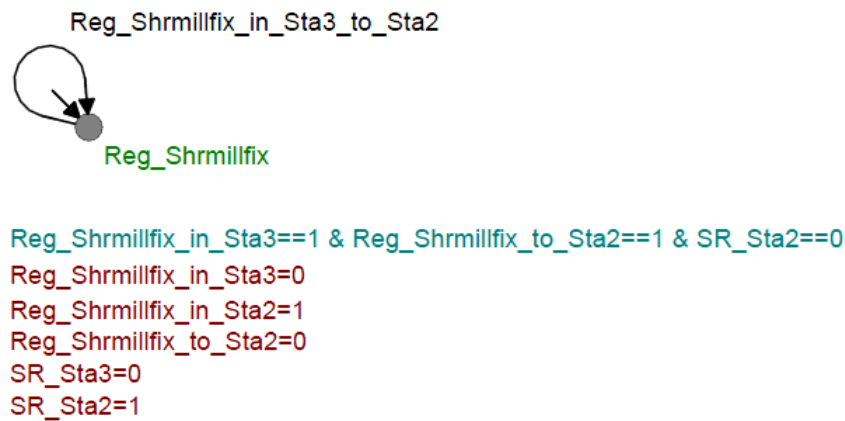 Reg_Shrmillfix_in_Sta3_to_Sta2
Reg_Shrmillfix
Reg_Shrmillfix_in_Sta3==1 & Reg_Shrmillfix_to_Sta2==1 & SR_Sta2==0
Reg_Shrmillfix_in_Sta3=0
Reg_Shrmillfix_in_Sta2=1
Reg_Shrmillfix_to_Sta2=0
SR_Sta3=0
SR_Sta2=1